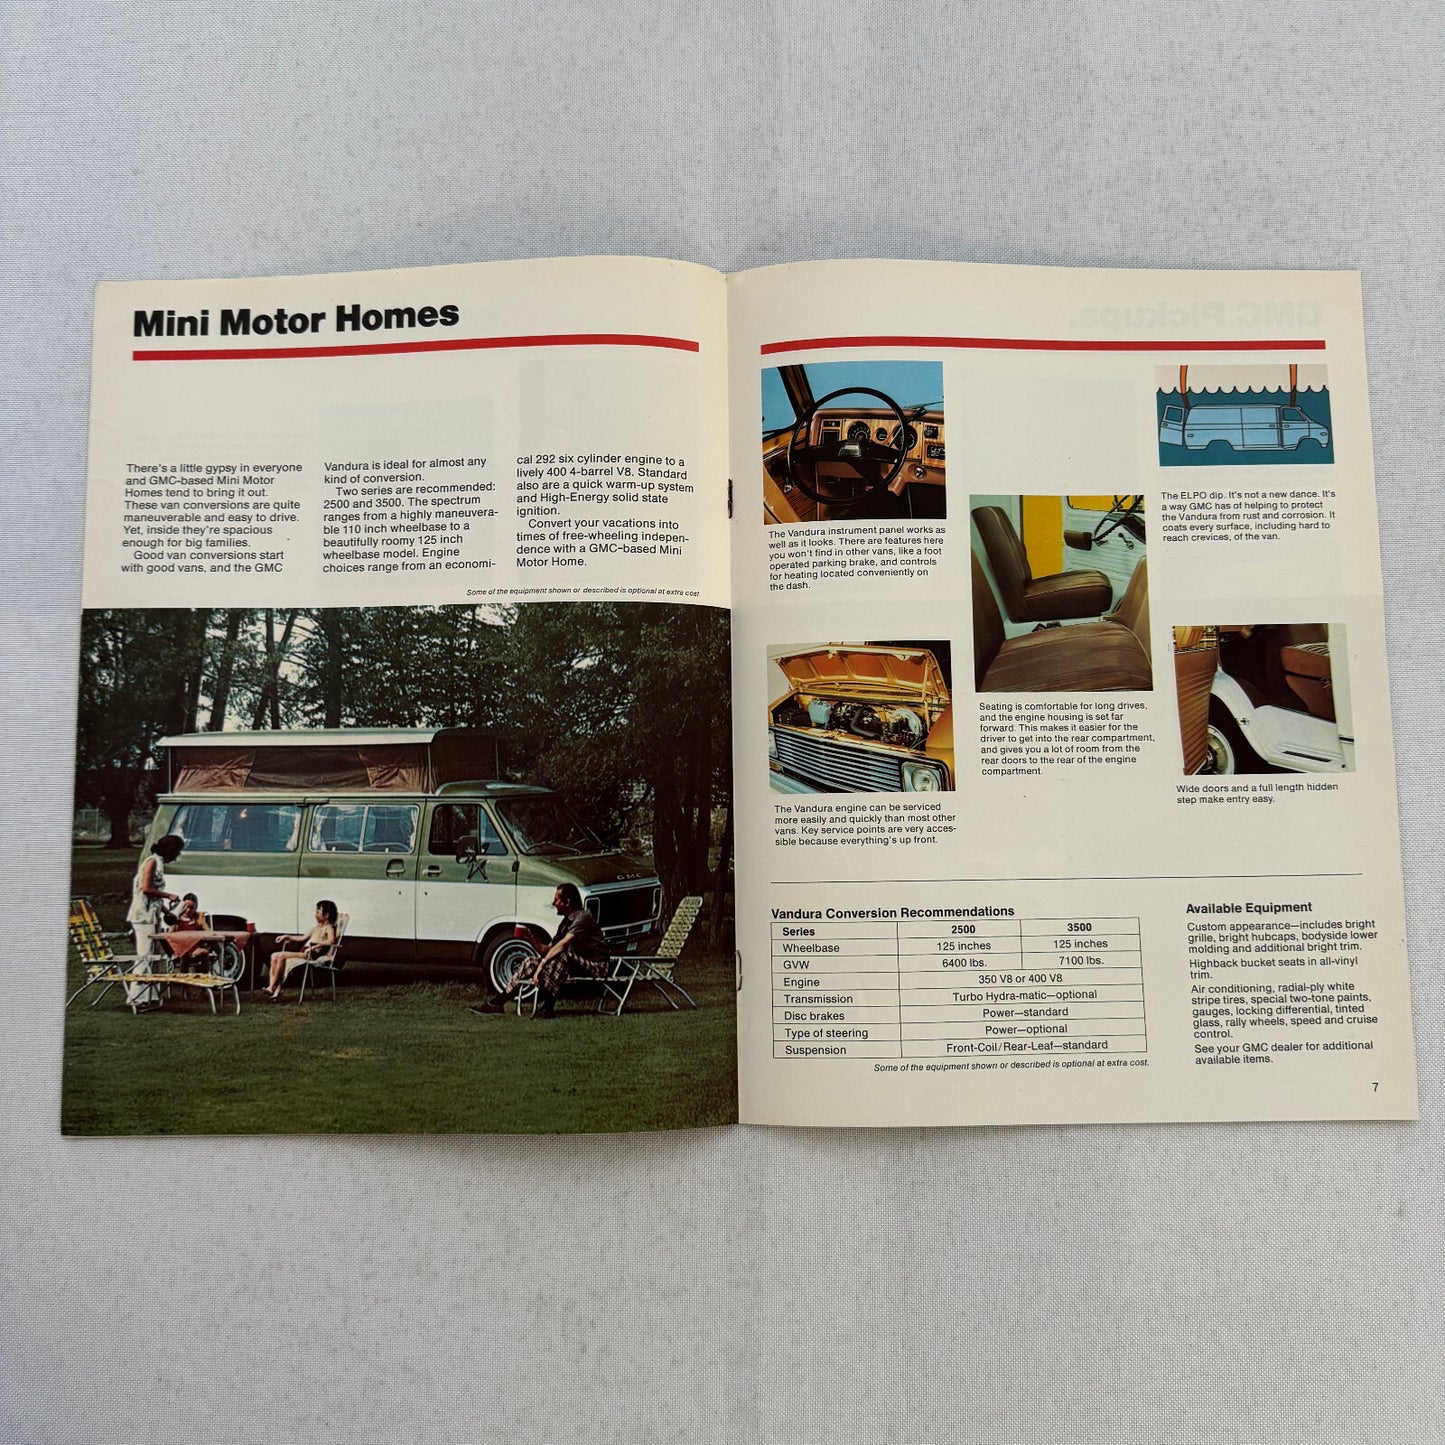 Mini Motor Homes
There's a little gypsy in everyone
and GMC-based Mini Motor
Homes tend to bring it out.
These van conversions are quite
maneuverable and easy to drive.
Yet, inside they're spacious
enough for big families.
Good van conversions start
with good vans, and the GMC
Vandura is ideal for almost any
kind of conversion.
Two series are recommended:
2500 and 3500. The spectrum
ranges from a highly maneuvera-
ble 110 inch wheelbase to a
beautifully roomy 125 inch
wheelbase model. Engine
choices range from an economi-
cal 292 six cylinder engine to a
lively 400 4-barrel V8. Standard
also are a quick warm-up system
and High-Energy solid state
ignition.
Convert your vacations into
times of free-wheeling indepen-
dence with a GMC-based Mini
Motor Home.
Some of the equipment shown or described is optional at extra cost.
GMC
GMC Pickups.
The Vandura instrument panel works as
well as it looks. There are features here
you won't find in other vans, like a foot
operated parking brake, and controls
for heating located conveniently on
the dash.
The Vandura engine can be serviced
more easily and quickly than most other
vans. Key service points are very acces-
sible because everything's up front.
Seating is comfortable for long drives,
and the engine housing is set far
forward. This makes it easier for the
driver to get into the rear compartment,
and gives you a lot of room from the
rear doors to the rear of the engine
compartment.
The ELPO dip. It's not a new dance. It's
a way GMC has of helping to protect
the Vandura from rust and corrosion. It
coats every surface, including hard to
reach crevices, of the van.
Wide doors and a full length hidden
step make entry easy.
Vandura Conversion Recommendations
Series 2500 3500
Wheelbase 125 inches 125 inches
GVW 6400 lbs. 7100 lbs.
Engine 350 V8 or 400 V8
Transmission Turbo Hydra-matic—optional
Disc brakes Power—standard
Type of steering Power—optional
Suspension Front-Coil/Rear-Leaf—standard
Some of the equipment shown or described is optional at extra cost.
Available Equipment
Custom appearance—includes bright
grille, bright hubcaps, bodyside lower
molding and additional bright trim.
Highback bucket seats in all-vinyl
trim.
Air conditioning, radial-ply white
stripe tires, special two-tone paints,
gauges, locking differential, tinted
glass, rally wheels, speed and cruise
control.
See your GMC dealer for additional
available items.
7